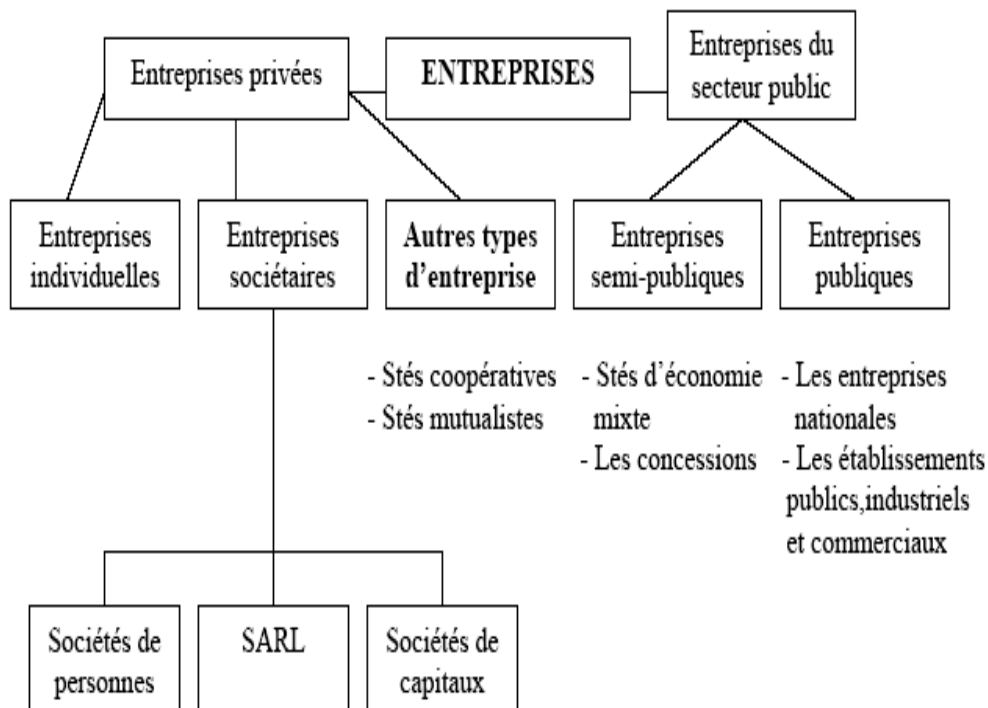 Entreprises privées
ENTREPRISES
Entreprises du
secteur public
Entreprises
individuelles
Entreprises
sociétaires
Autres types
d’entreprise
Entreprises
semi-publiques
Entreprises
publiques
- Stés coopératives
- Stés mutualistes
- Stés d’économie
mixte
- Les concessions
- Les entreprises
nationales
- Les établissements
publics,industriels
et commerciaux
Sociétés de
personnes
SARL
Sociétés de
capitaux